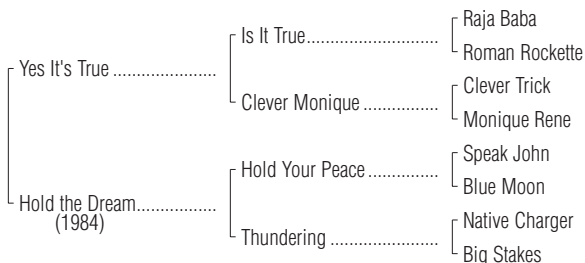 Yes It's True .....................
Hold the Dream................
(1984)
Is It True..........................
Clever Monique ...............
Hold Your Peace ..............
Thundering .....................
Raja Baba
Roman Rockette
Clever Trick
Monique Rene
Speak John
Blue Moon
Native Charger
Big Stakes